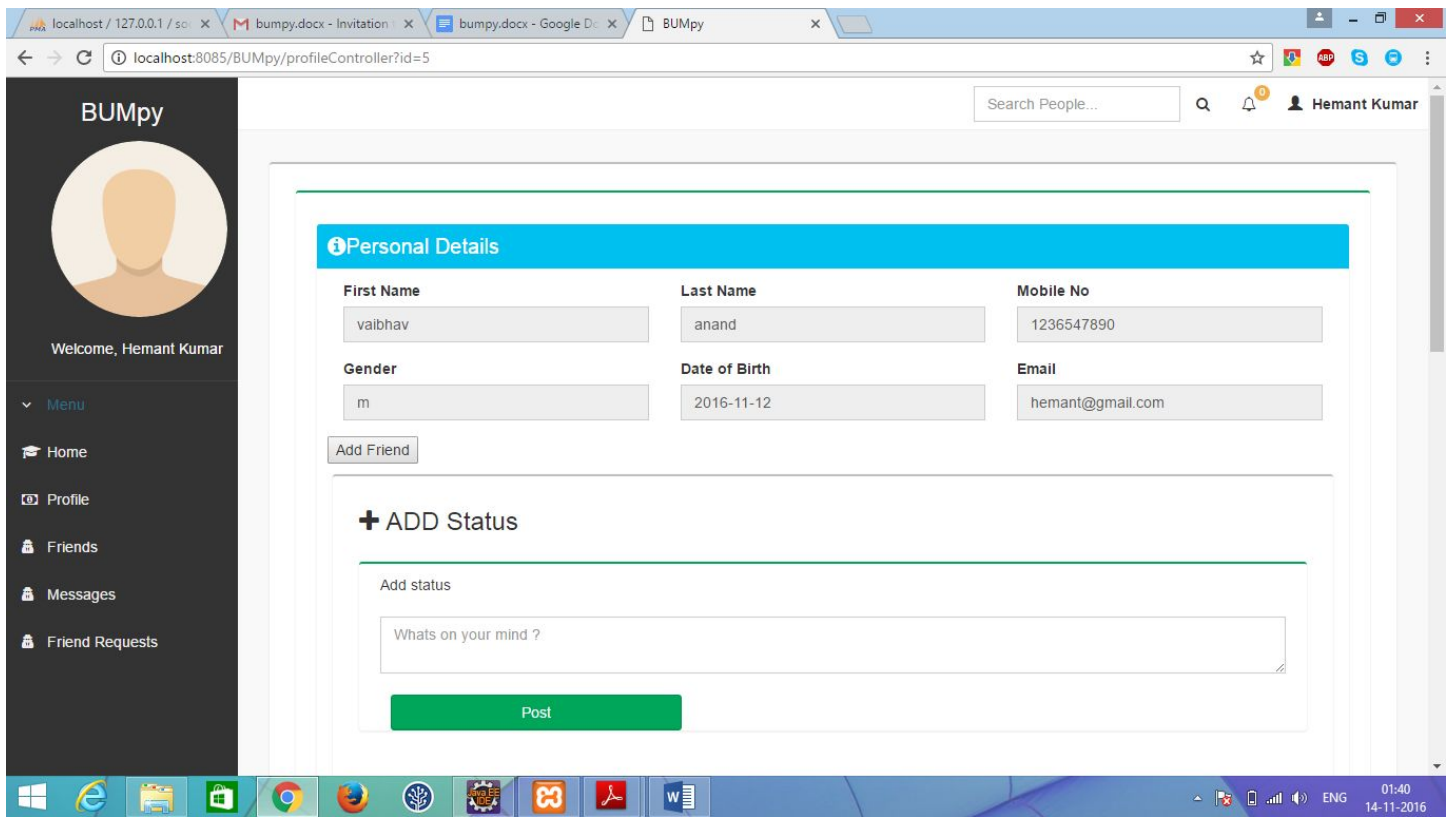 localhost / 127.0.0.1 / so
bumpy.docx - Invitation
bumpy.docx - Google Do
BUMpy
localhost:8085/BUMpy/profileController?id=5
ABP
S
BUMpy
Search People...
0
Hemant Kumar
Welcome, Hemant Kumar
Menu
Home
Profile
Friends
Messages
Friend Requests
Personal Details
First Name Last Name Mobile No
vaibhav anand 1236547890
Gender Date of Birth Email
m 2016-11-12 hemant@gmail.com
Add Friend
ADD Status
Add status
Whats on your mind ?
Post
ENG
01:40
14-11-2016